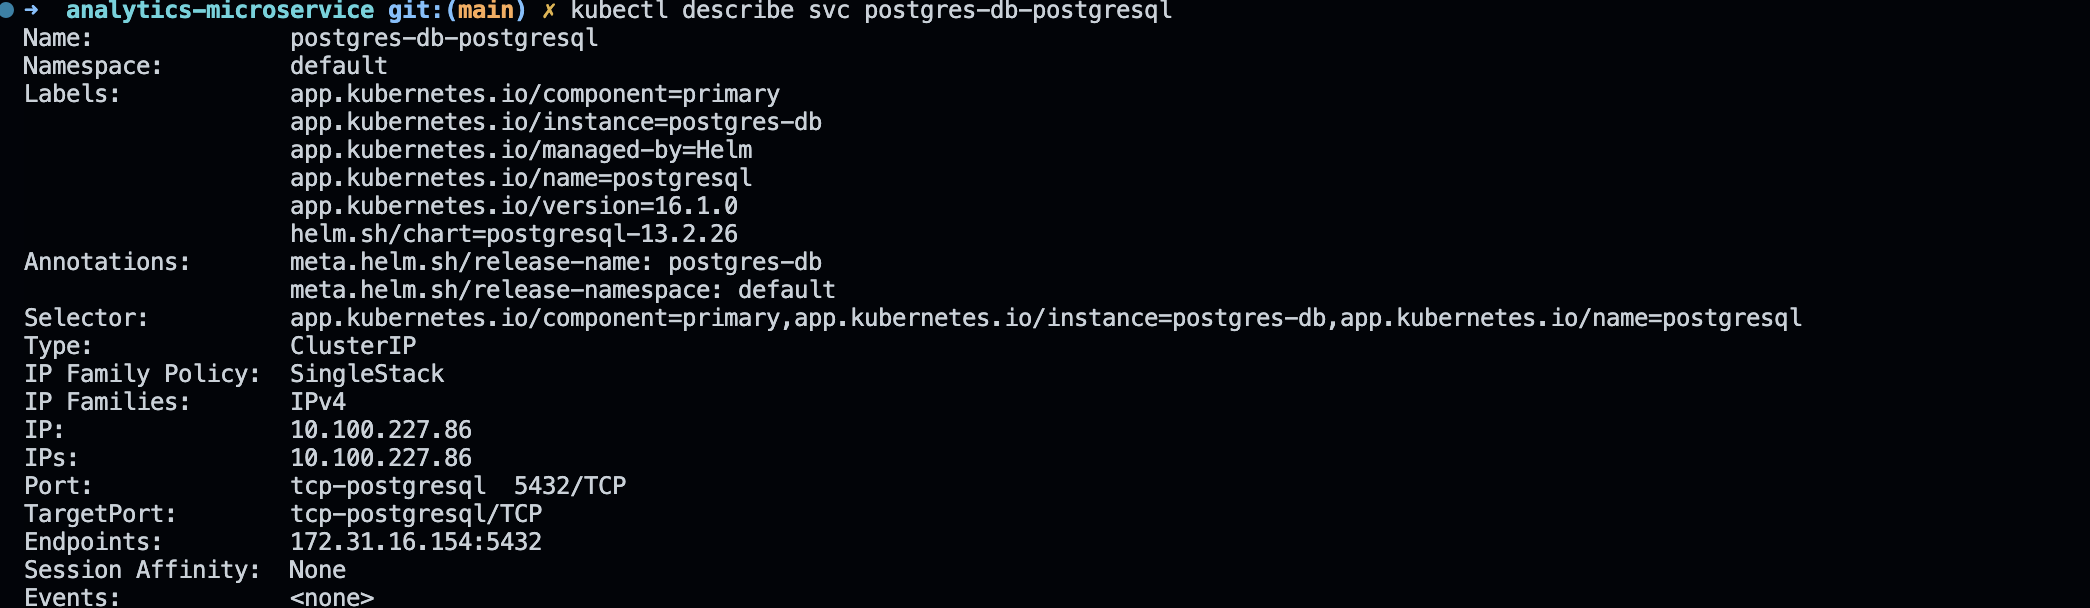 ➜ analytics-microservice git:(main) ✗ kubectl describe svc postgres-db-postgresql
Name: postgres-db-postgresql
Namespace: default
Labels: app.kubernetes.io/component=primary
app.kubernetes.io/instance=postgres-db
app.kubernetes.io/managed-by=Helm
app.kubernetes.io/name=postgresql
app.kubernetes.io/version=16.1.0
helm.sh/chart=postgresql-13.2.26
Annotations: meta.helm.sh/release-name: postgres-db
meta.helm.sh/release-namespace: default
Selector: app.kubernetes.io/component=primary,app.kubernetes.io/instance=postgres-db,app.kubernetes.io/name=postgresql
Type: ClusterIP
IP Family Policy: SingleStack
IP Families: IPv4
IP: 10.100.227.86
IPs: 10.100.227.86
Port: tcp-postgresql 5432/TCP
TargetPort: tcp-postgresql/TCP
Endpoints: 172.31.16.154:5432
Session Affinity: None
Events: <none>